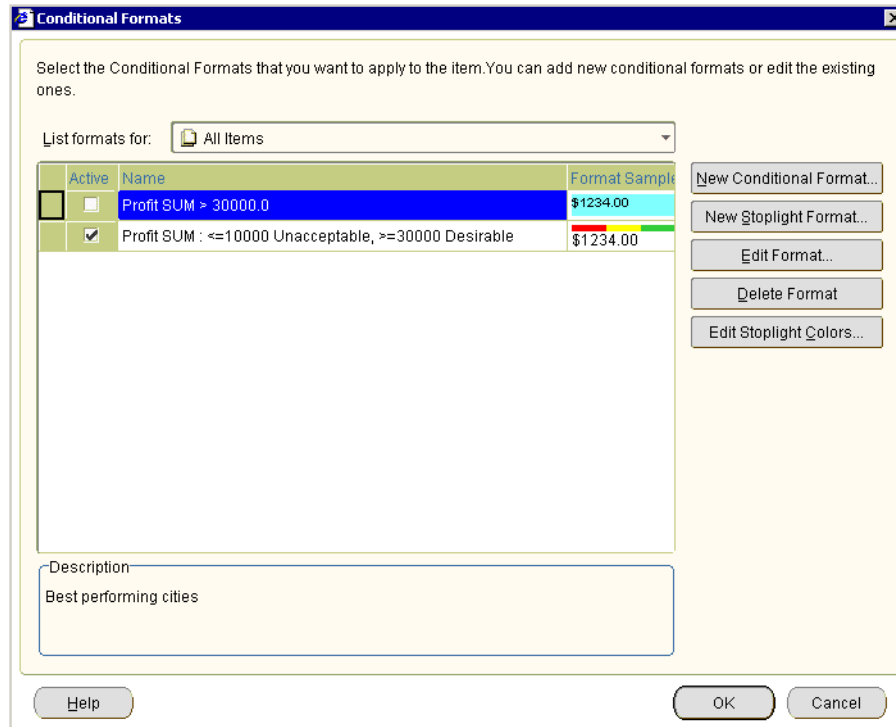 Conditional Formats
Select the Conditional Formats that you want to apply to the item.You can add new conditional formats or edit the existing
ones.
List formats for: All Items
Active Name Format Sample
Profit SUM > 30000.0 $1234.00
Profit SUM : <=10000 Unacceptable, >=30000 Desirable $1234.00
New Conditional Format...
New Stoplight Format...
Edit Format...
Delete Format
Edit Stoplight Colors...
Description
Best performing cities
Help OK Cancel